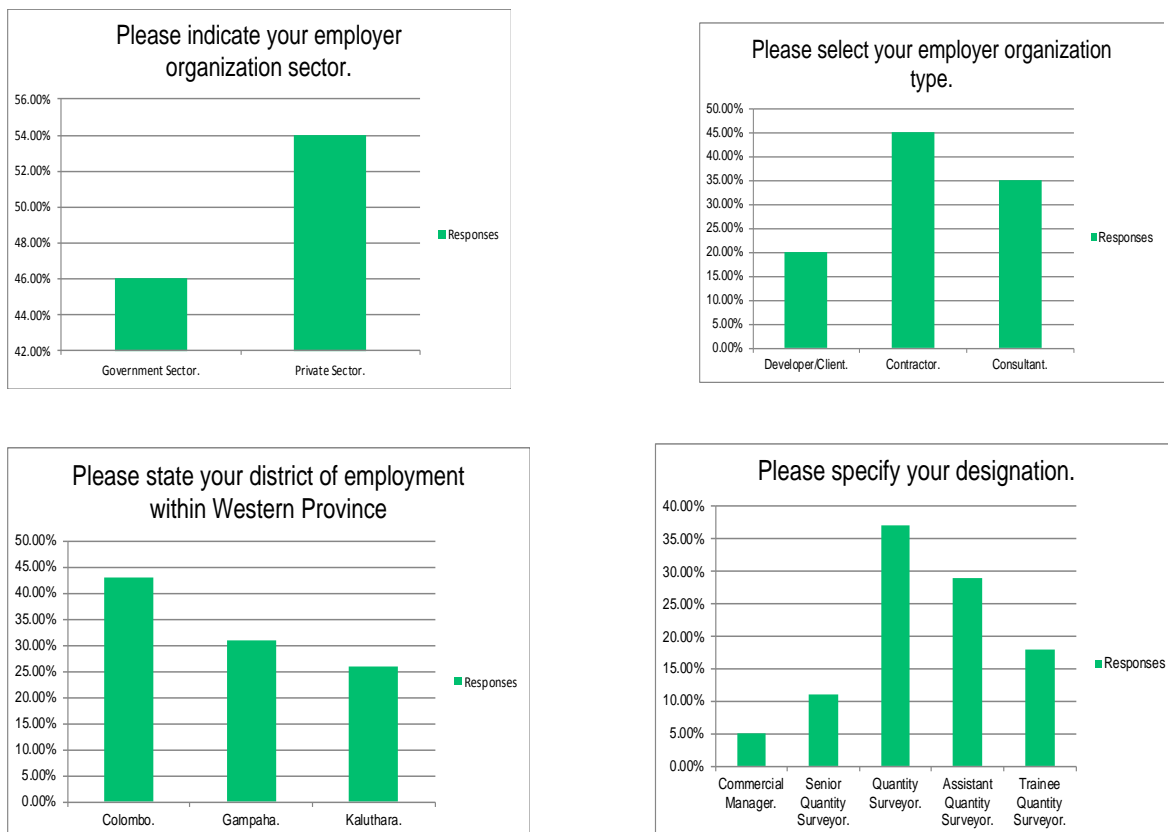 Please indicate your employer
organization sector.
56.00%
54.00%
52.00%
50.00%
48.00%
46.00%
44.00%
42.00%
Government Sector.
Private Sector.
Responses
Please select your employer organization
type.
50.00%
45.00%
40.00%
35.00%
30.00%
25.00%
20.00%
15.00%
10.00%
5.00%
0.00%
Developer/Client.
Contractor.
Consultant.
Responses
Please state your district of employment
within Western Province
50.00%
45.00%
40.00%
35.00%
30.00%
25.00%
20.00%
15.00%
10.00%
5.00%
0.00%
Colombo.
Gampaha.
Kaluthara.
Responses
Please specify your designation.
40.00%
35.00%
30.00%
25.00%
20.00%
15.00%
10.00%
5.00%
0.00%
Commercial
Manager.
Senior
Quantity
Surveyor.
Quantity
Surveyor.
Assistant
Quantity
Surveyor.
Trainee
Quantity
Surveyor.
Responses